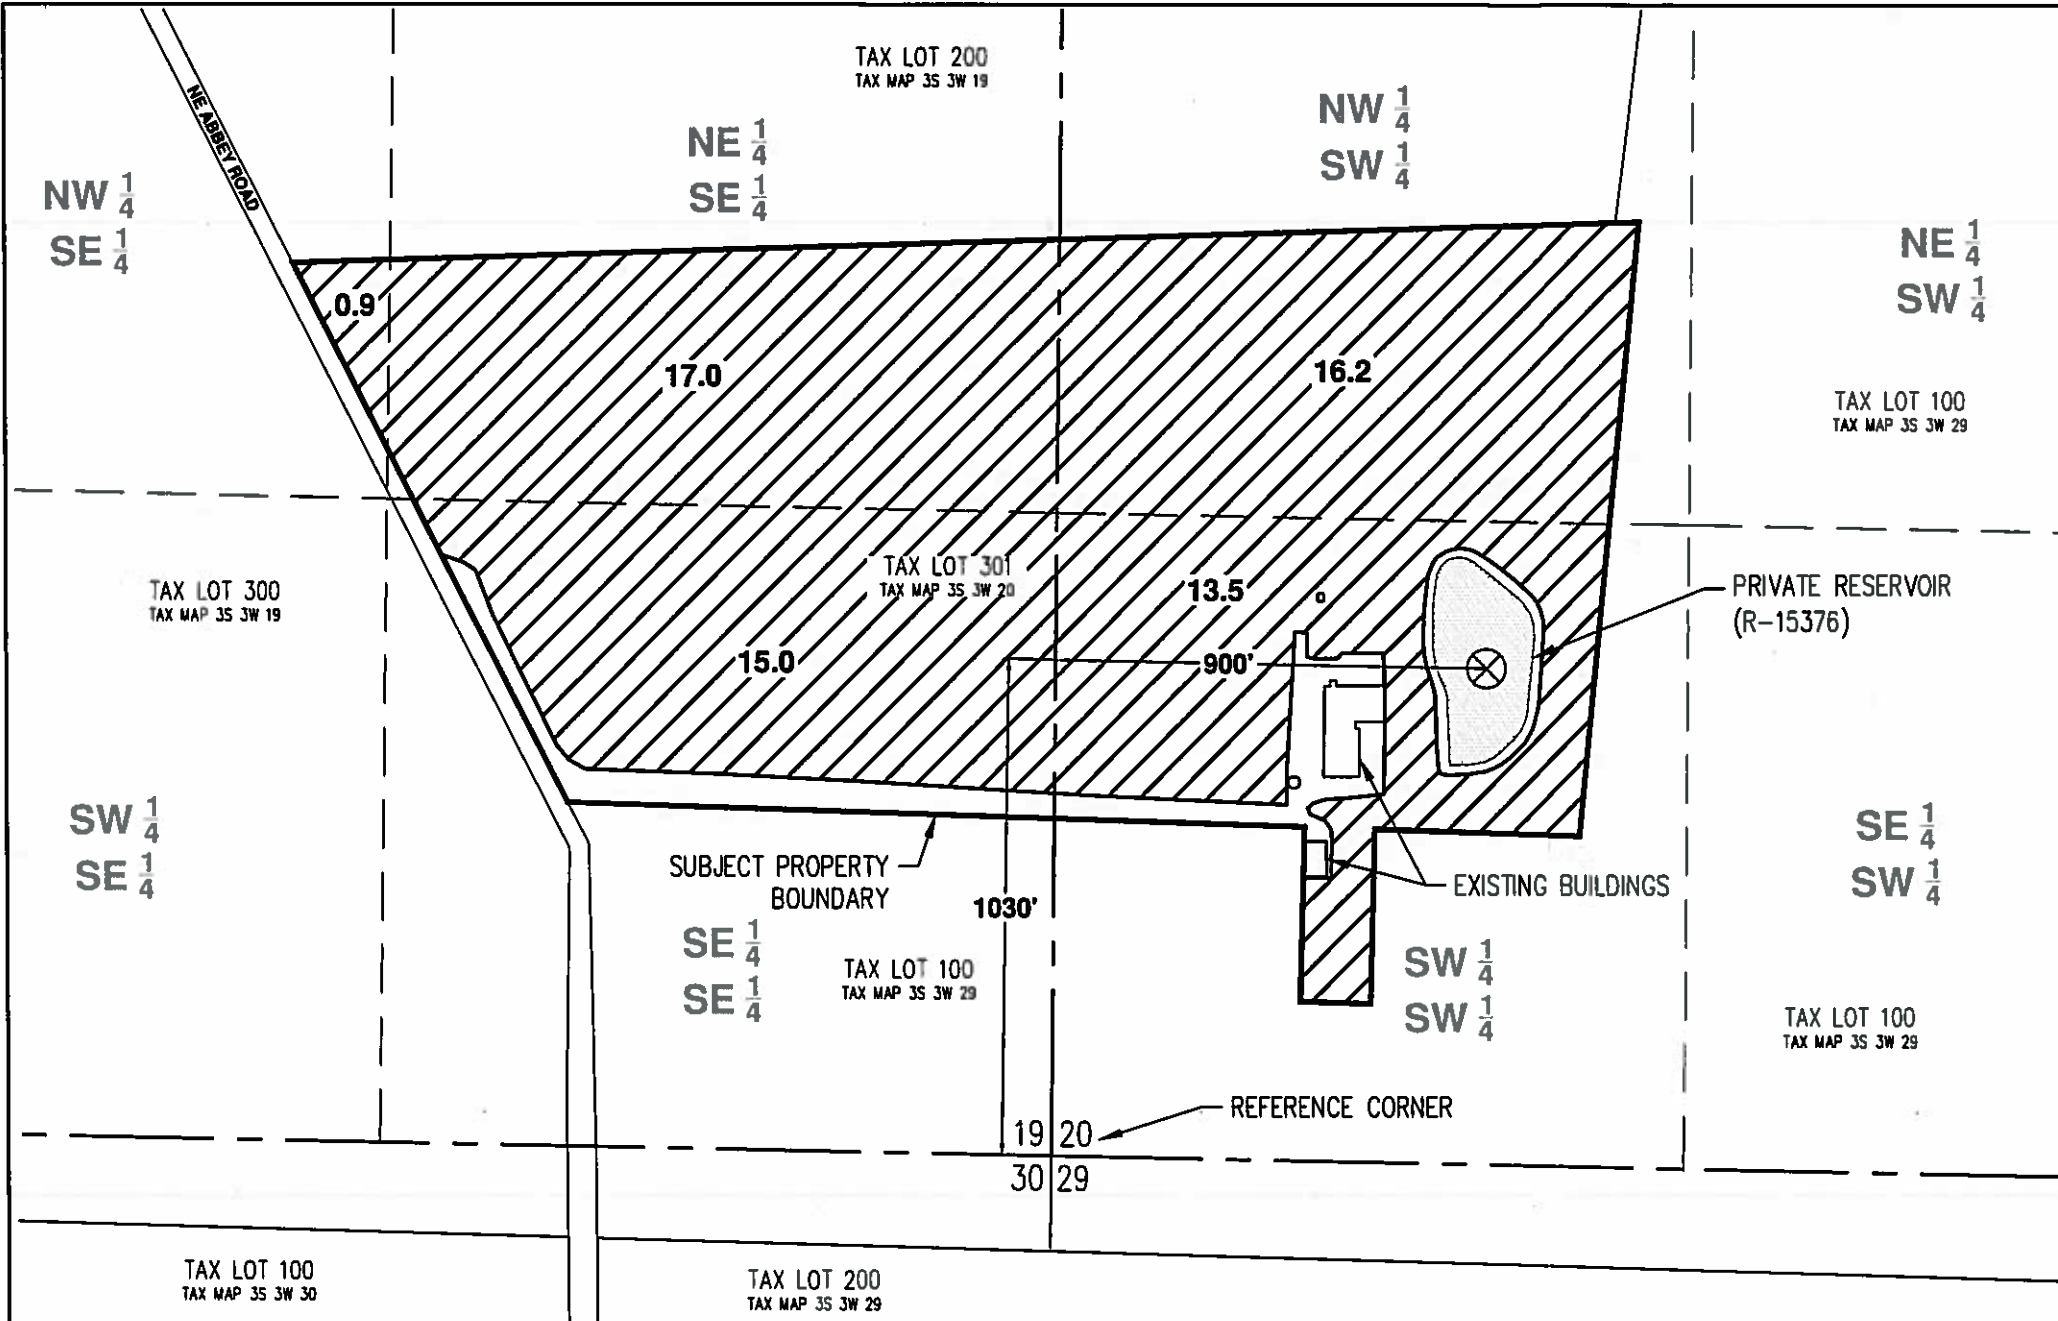 TAX LOT 200
TAX MAP 3S 3W 19
NE ABBEY ROAD
NW 1/4
SE 1/4
NE 1/4
SE 1/4
NW 1/4
SW 1/4
NE 1/4
SW 1/4
0.9
17.0
16.2
TAX LOT 100
TAX MAP 3S 3W 29
TAX LOT 300
TAX MAP 3S 3W 19
TAX LOT 301
TAX MAP 3S 3W 20
13.5
PRIVATE RESERVOIR
(R-15376)
15.0
900'
SW 1/4
SE 1/4
SUBJECT PROPERTY
BOUNDARY
1030'
EXISTING BUILDINGS
SE 1/4
SW 1/4
SE 1/4
SE 1/4
TAX LOT 100
TAX MAP 3S 3W 29
SW 1/4
SW 1/4
TAX LOT 100
TAX MAP 3S 3W 29
REFERENCE CORNER
19 20
30 29
TAX LOT 100
TAX MAP 3S 3W 30
TAX LOT 200
TAX MAP 3S 3W 29